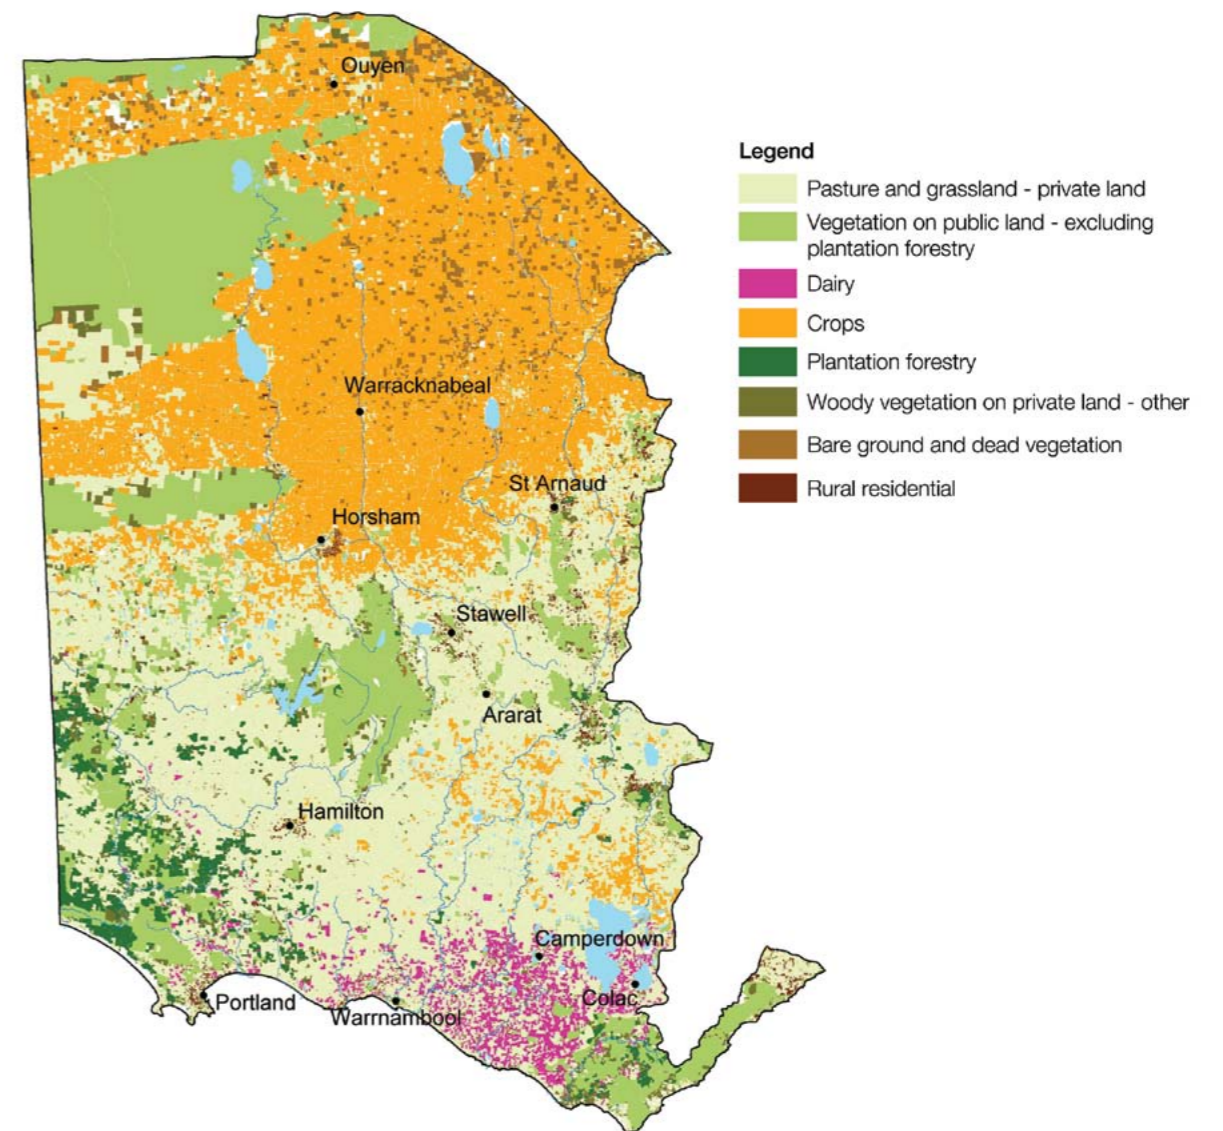 Ouyen
Warracknabeal
St Arnaud
Horsham
Stawell
Ararat
Hamilton
Camperdown
Colac
Portland
Warrnambool
Legend
Pasture and grassland - private land
Vegetation on public land - excluding
plantation forestry
Dairy
Crops
Plantation forestry
Woody vegetation on private land - other
Bare ground and dead vegetation
Rural residential